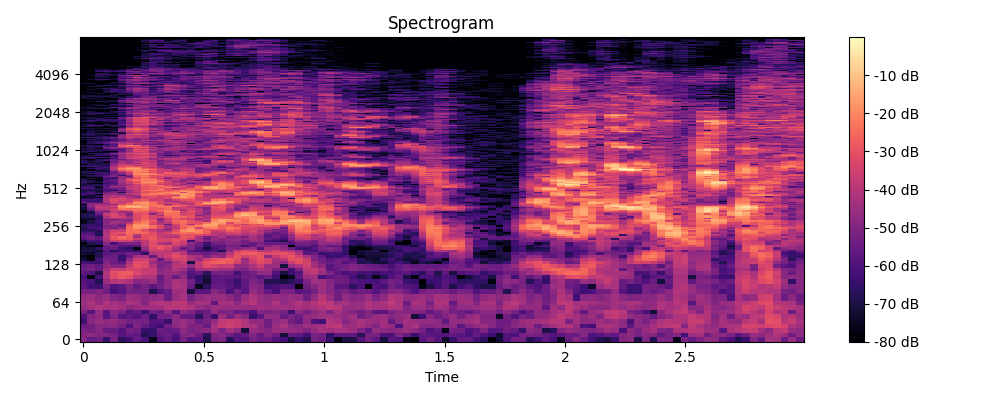 Spectrogram
Hz
4096
2048
1024
512
256
128
64
0
0
0.5
1
1.5
2
2.5
Time
-10 dB
-20 dB
-30 dB
-40 dB
-50 dB
-60 dB
-70 dB
-80 dB